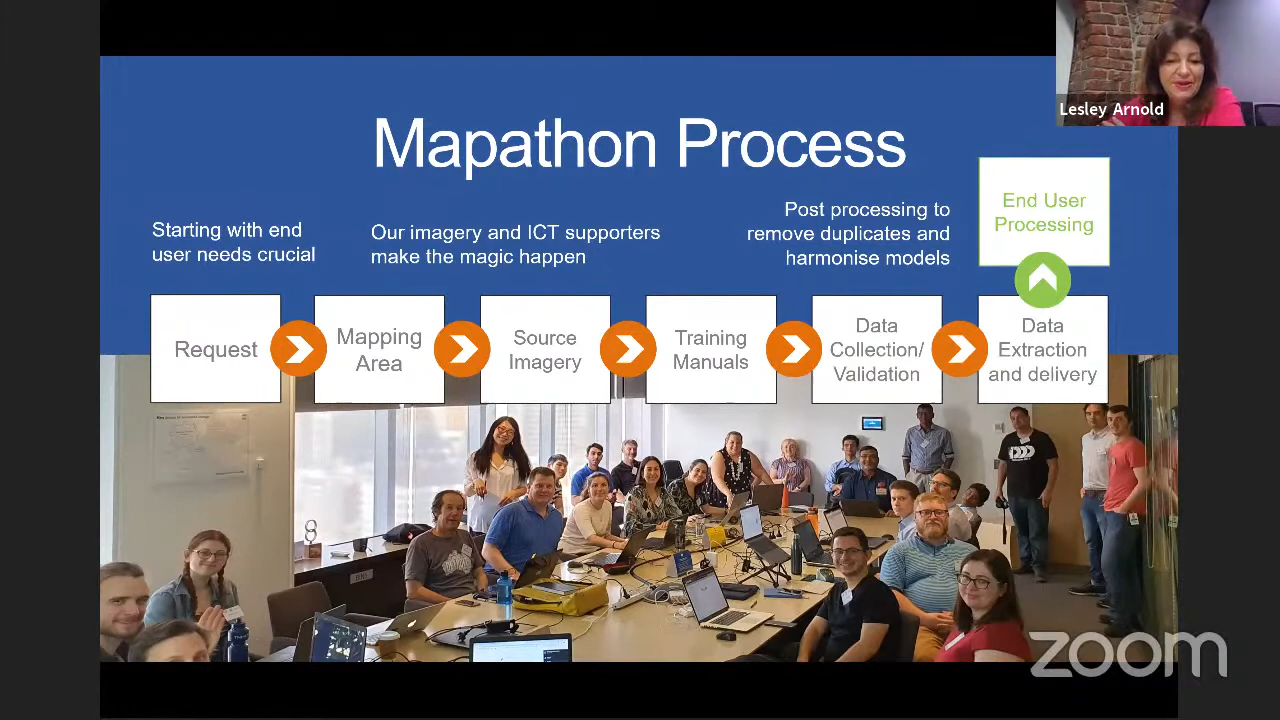 Lesley Arnold
Mapathon Process
Starting with end
user needs crucial
Our imagery and ICT supporters
make the magic happen
Post processing to
remove duplicates and
harmonise models
End User
Processing
Request
Mapping
Area
Source
Imagery
Training
Manuals
Data
Collection/
Validation
Data
Extraction
and delivery
BINS
zoom